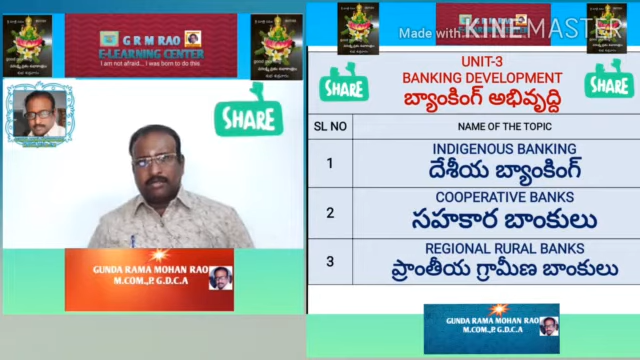 G R M RAO
E-LEARNING CENTER
I am not afraid.., I was born to do this.
SHARE
GUNDA RAMA MOHAN RAO
M.COM.,P.G.D.C.A
Made with KINEMASTER
UNIT-3
BANKING DEVELOPMENT
బ్యాంకింగ్ అభివృద్ది
SHARE
SHARE
SL NO
NAME OF THE TOPIC
1
INDIGENOUS BANKING
దేశీయ బ్యాంకింగ్
2
COOPERATIVE BANKS
సహకార బాంకులు
3
REGIONAL RURAL BANKS
ప్రాంతీయ గ్రామీణ బాంకులు
GUNDA RAMA MOHAN RAO
M.COM.,P.G.D.C.A